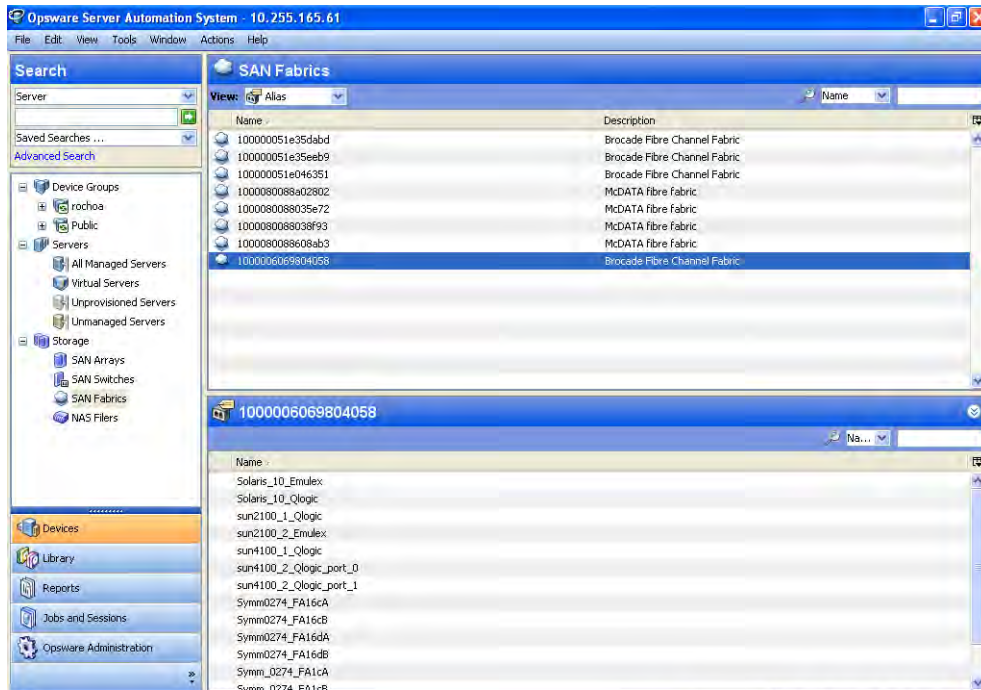 Opsware Server Automation System - 10.255.165.61
File Edit View Tools Window Actions Help
Search
Server
Saved Searches ...
Advanced Search
Device Groups
rochoa
Public
Servers
All Managed Servers
Virtual Servers
Unprovisioned Servers
Unmanaged Servers
Storage
SAN Arrays
SAN Switches
SAN Fabrics
NAS Filers
Devices
Library
Reports
Jobs and Sessions
Opsware Administration
SAN Fabrics
View: Alias Name
Name Description
100000051e35dabd Brocade Fibre Channel Fabric
100000051e35eeb9 Brocade Fibre Channel Fabric
100000051e046351 Brocade Fibre Channel Fabric
1000080088a02802 McDATA fibre fabric
1000080088035e72 McDATA fibre fabric
1000080088038f93 McDATA fibre fabric
1000080088608ab3 McDATA fibre fabric
1000006069804058 Brocade Fibre Channel Fabric
1000006069804058
Na...
Name
Solaris_10_Emulex
Solaris_10_Qlogic
sun2100_1_Qlogic
sun2100_2_Emulex
sun4100_1_Qlogic
sun4100_2_Qlogic_port_0
sun4100_2_Qlogic_port_1
Symm0274_FA16cA
Symm0274_FA16cB
Symm0274_FA16dA
Symm0274_FA16dB
Symm_0274_FA1cA
Symm_0274_FA1cB